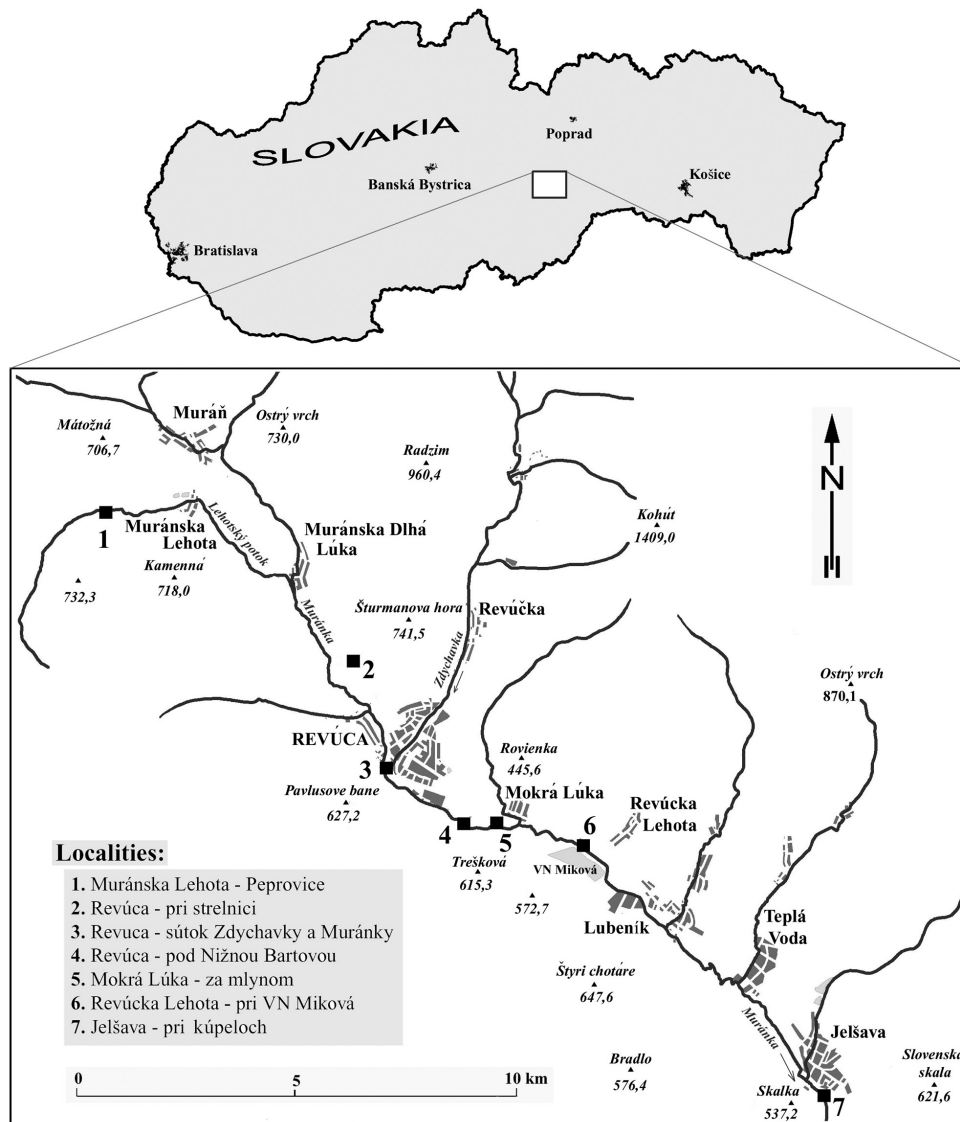 SLOVAKIA
Poprad
Banská Bystrica
Košice
Bratislava
Mátožná
706,7
Muráň
Ostrý vrch
730,0
Radzim
960,4
N
Kohút
1409,0
1
Muránska
Lehota
Lehotský potok
Muránska Dlhá
Lúka
Kamenná
718,0
732,3
Muránka
Šturmanova hora
741,5
Revúčka
Zdychavka
2
Ostrý vrch
870,1
REVÚCA
3
Pavlusove bane
627,2
Rovienka
445,6
Mokrá Lúka
Revúcka
Lehota
4
5
6
Trešková
615,3
VN Miková
572,7
Lubeník
Teplá
Voda
Štyri chotáre
647,6
Muránka
Jelšava
Bradlo
576,4
Slovenská
skala
621,6
Skalka
537,2
7
Localities:
1. Muránska Lehota - Peprovice
2. Revúca - pri strelnici
3. Revuca - sútok Zdychavky a Muránky
4. Revúca - pod Nižnou Bartovou
5. Mokrá Lúka - za mlynom
6. Revúcka Lehota - pri VN Miková
7. Jelšava - pri kúpeloch
0 5 10 km